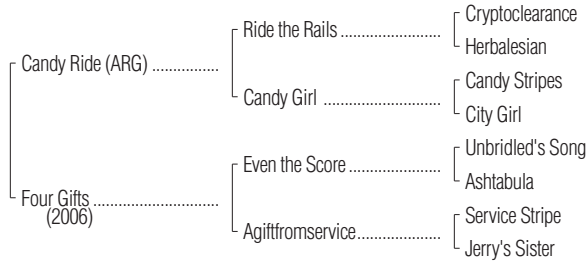 Cryptoclearance
Ride the Rails ....................
Herbalesian
Candy Ride (ARG) ................
Candy Stripes
Candy Girl ........................
City Girl
Unbridled's Song
Even the Score ....................
Ashtabula
Four Gifts ..............................
(2006)
Service Stripe
Agiftfromservice....................
Jerry's Sister